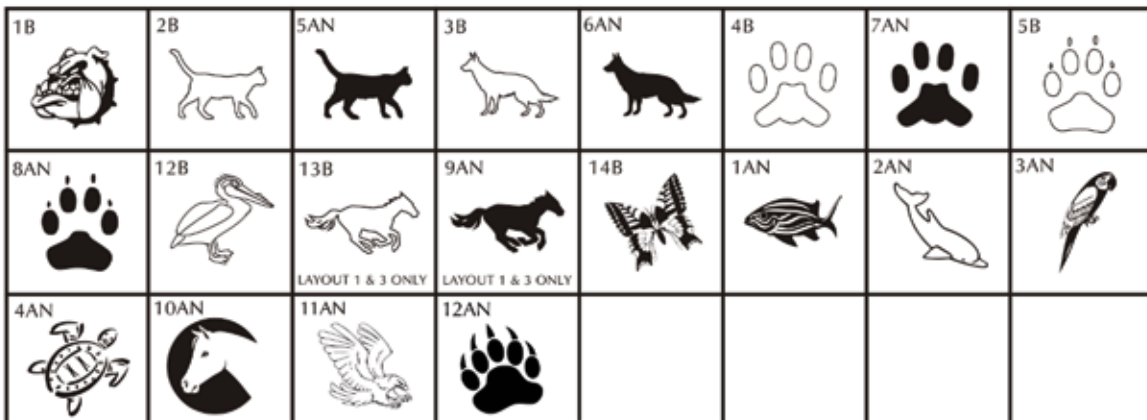 1B 2B 5AN 3B 6AN 4B 7AN 5B
8AN 12B 13B 9AN 14B 1AN 2AN 3AN
LAYOUT 1 & 3 ONLY LAYOUT 1 & 3 ONLY
4AN 10AN 11AN 12AN